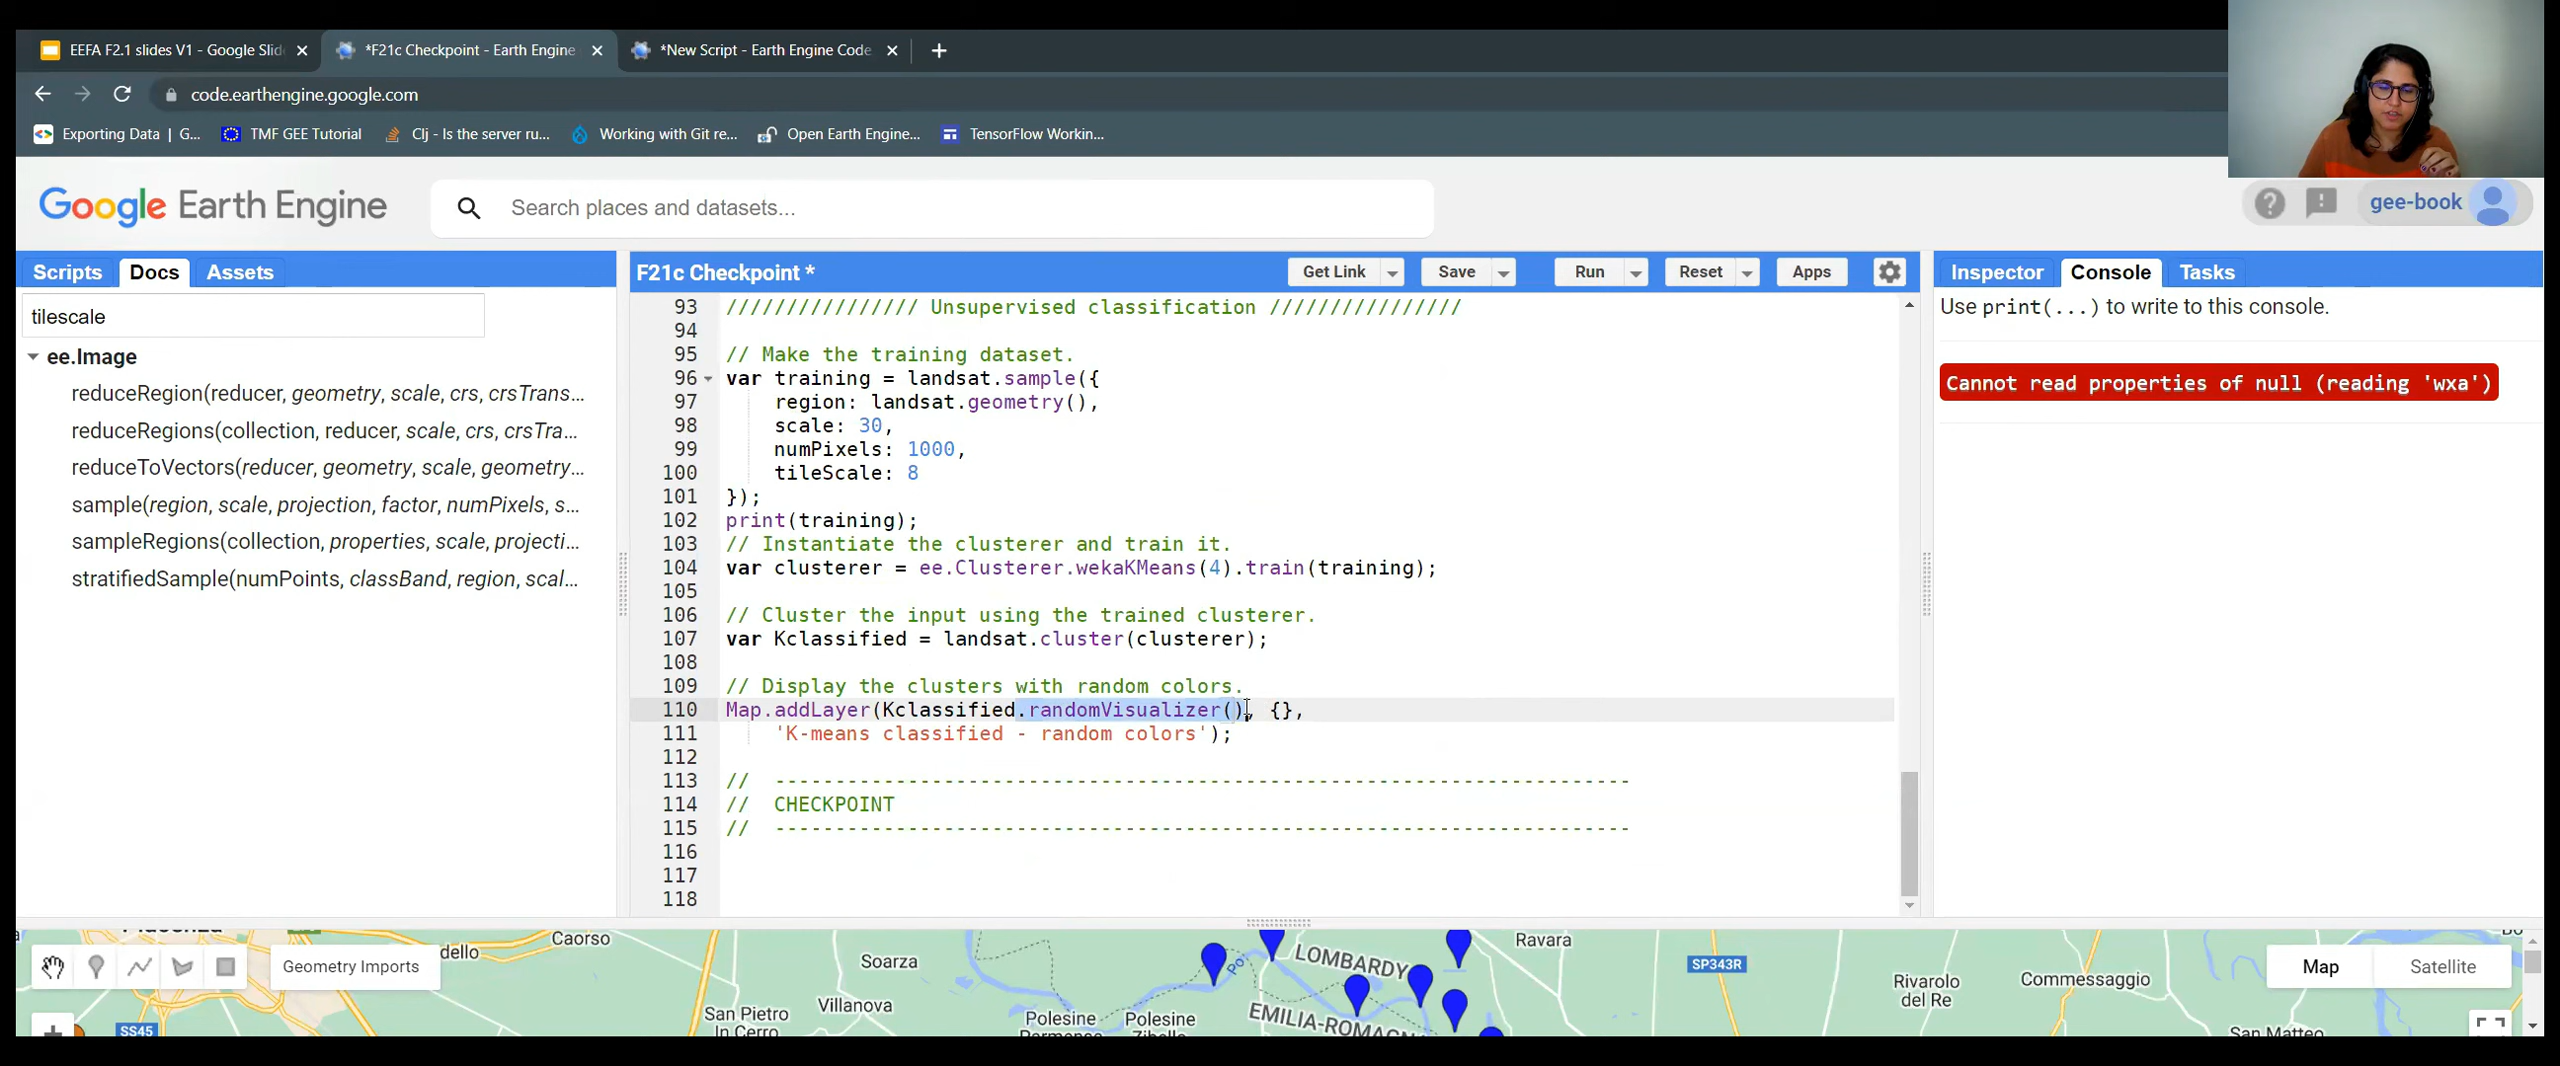 EEFA F2.1 slides V1 - Google Slid
*F21c Checkpoint - Earth Engine
*New Script - Earth Engine Code
code.earthengine.google.com
Exporting Data | G...
TMF GEE Tutorial
Clj - Is the server ru...
Working with Git re...
Open Earth Engine...
TensorFlow Workin...
Google Earth Engine
Search places and datasets...
gee-book
Scripts
Docs
Assets
tilescale
ee.Image
reduceRegion(reducer, geometry, scale, crs, crsTrans...
reduceRegions(collection, reducer, scale, crs, crsTra...
reduceToVectors(reducer, geometry, scale, geometry...
sample(region, scale, projection, factor, numPixels, s...
sampleRegions(collection, properties, scale, projecti...
stratifiedSample(numPoints, classBand, region, scal...
F21c Checkpoint *
Get Link
Save
Run
Reset
Apps
93 //////////////// Unsupervised classification ////////////////
94
95 // Make the training dataset.
96 var training = landsat.sample({
97 region: landsat.geometry(),
98 scale: 30,
99 numPixels: 1000,
100 tileScale: 8
101 });
102 print(training);
103 // Instantiate the clusterer and train it.
104 var clusterer = ee.Clusterer.wekaKMeans(4).train(training);
105
106 // Cluster the input using the trained clusterer.
107 var Kclassified = landsat.cluster(clusterer);
108
109 // Display the clusters with random colors.
110 Map.addLayer(Kclassified.randomVisualizer(), {},
111 'K-means classified - random colors');
112
113 // -----------------------------------------------------------------------
114 // CHECKPOINT
115 // -----------------------------------------------------------------------
116
117
118
Inspector
Console
Tasks
Use print(...) to write to this console.
Cannot read properties of null (reading 'wxa')
Geometry Imports
dello
Caorso
Soarza
Villanova
San Pietro
In Cerro
SS45
Polesine
Polesine
Po
LOMBARDY
EMILIA-ROMAGN
Ravara
SP343R
Rivarolo
del Re
Commessaggio
San Matteo
Map
Satellite